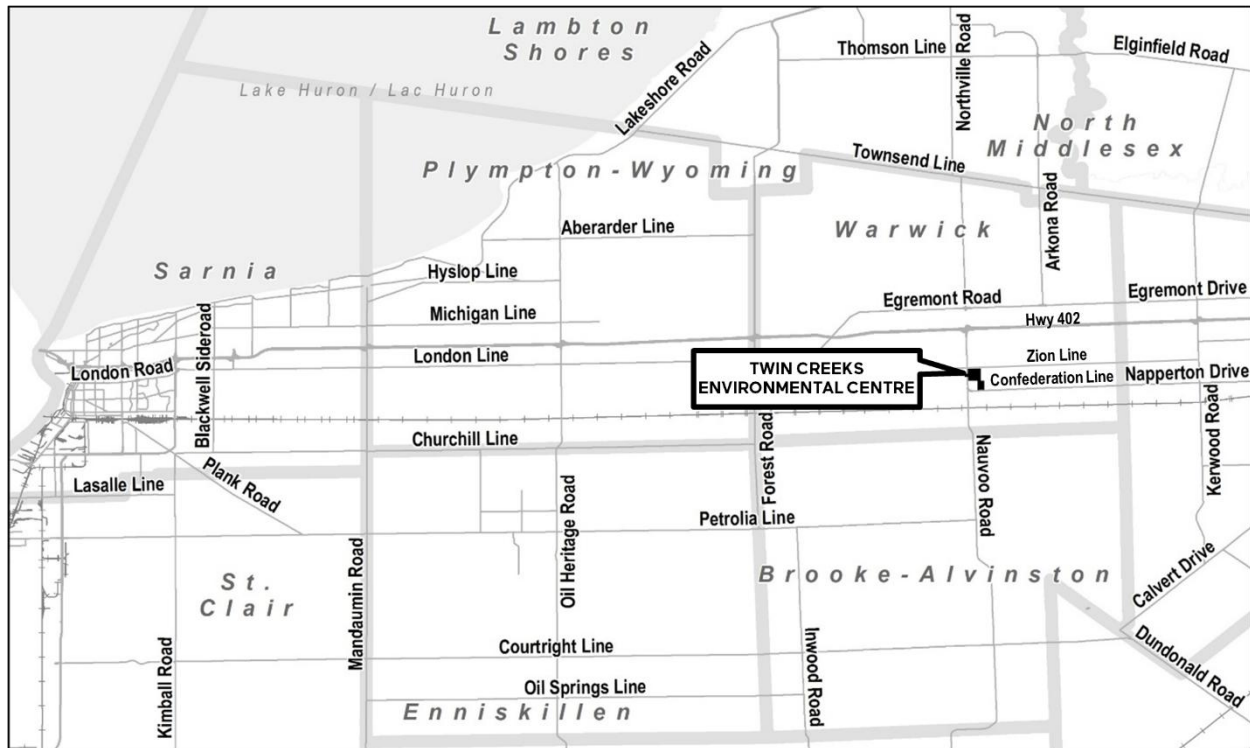 Lambton
Shores
Thomson Line
Northville Road
Elginfield Road
Lake Huron / Lac Huron
Lakeshore Road
North
Middlesex
Townsend Line
Plympton-Wyoming
Arkona Road
Aberarder Line
Warwick
Sarnia
Hyslop Line
Egremont Road
Egremont Drive
Blackwell Sideroad
Michigan Line
Hwy 402
London Road
London Line
TWIN CREEKS
ENVIRONMENTAL CENTRE
Zion Line
Confederation Line
Napperton Drive
Churchill Line
Forest Road
Nauvoo Road
Kerwood Road
Lasalle Line
Plank Road
Oil Heritage Road
Petrolia Line
St.
Clair
Mandaumin Road
Brooke-Alvinston
Calvert Drive
Kimball Road
Courtright Line
Inwood Road
Dundonald Road
Oil Springs Line
Enniskillen